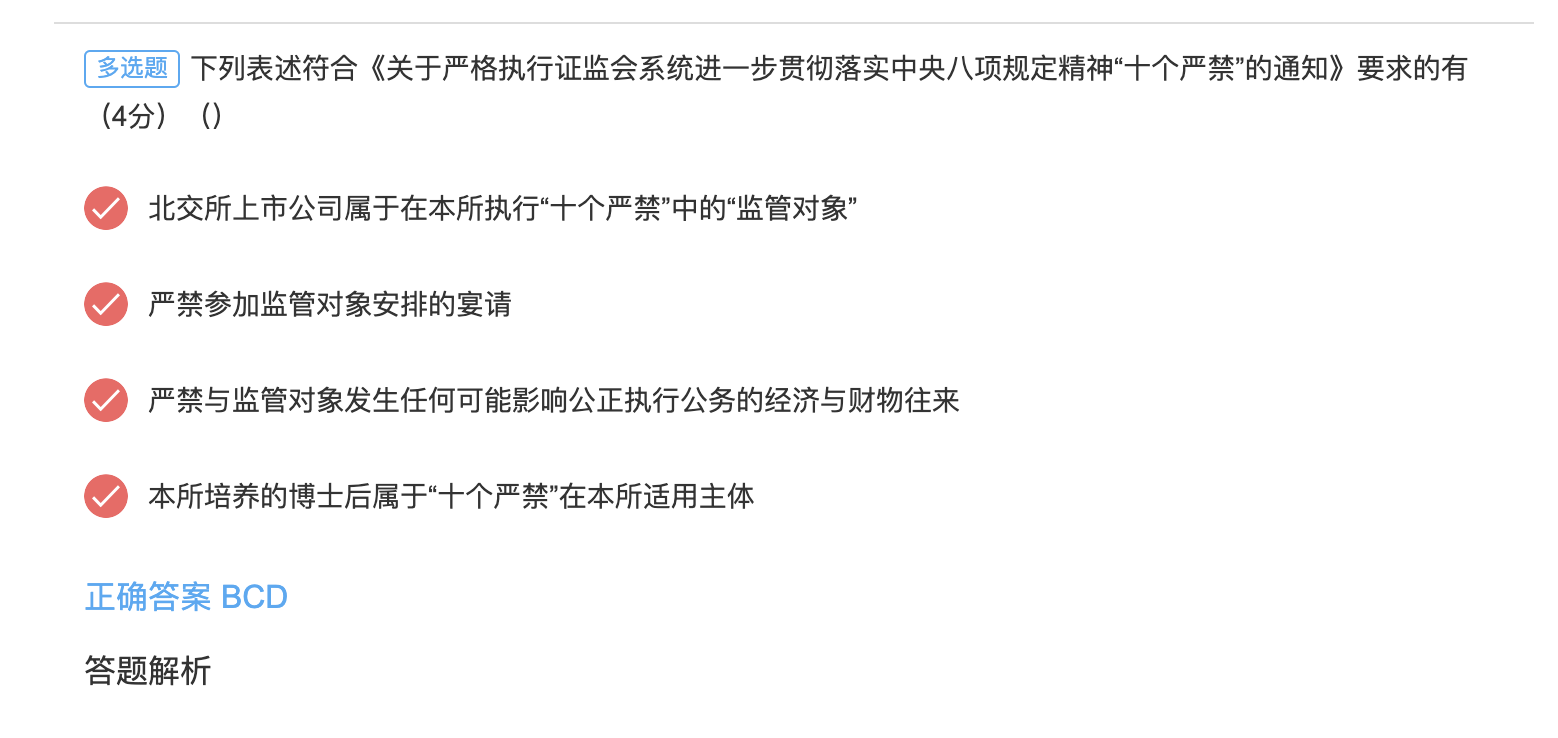 多选题 下列表述符合《关于严格执行证监会系统进一步贯彻落实中央八项规定精神“十个严禁”的通知》要求的有
（4分） ()
北交所上市公司属于在本所执行“十个严禁”中的“监管对象”
严禁参加监管对象安排的宴请
严禁与监管对象发生任何可能影响公正执行公务的经济与财物往来
本所培养的博士后属于“十个严禁”在本所适用主体
正确答案 BCD
答题解析